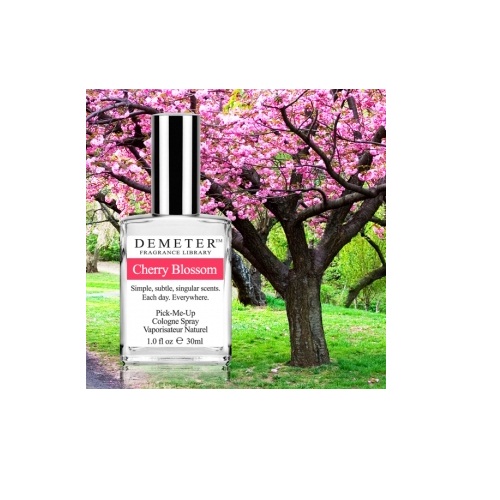 DEMETER™
FRAGRANCE LIBRARY
Cherry Blossom
Simple, subtle, singular scents.
Each day. Everywhere.
Pick-Me-Up
Cologne Spray
Vaporisateur Naturel
1.0 fl oz ℮ 30ml